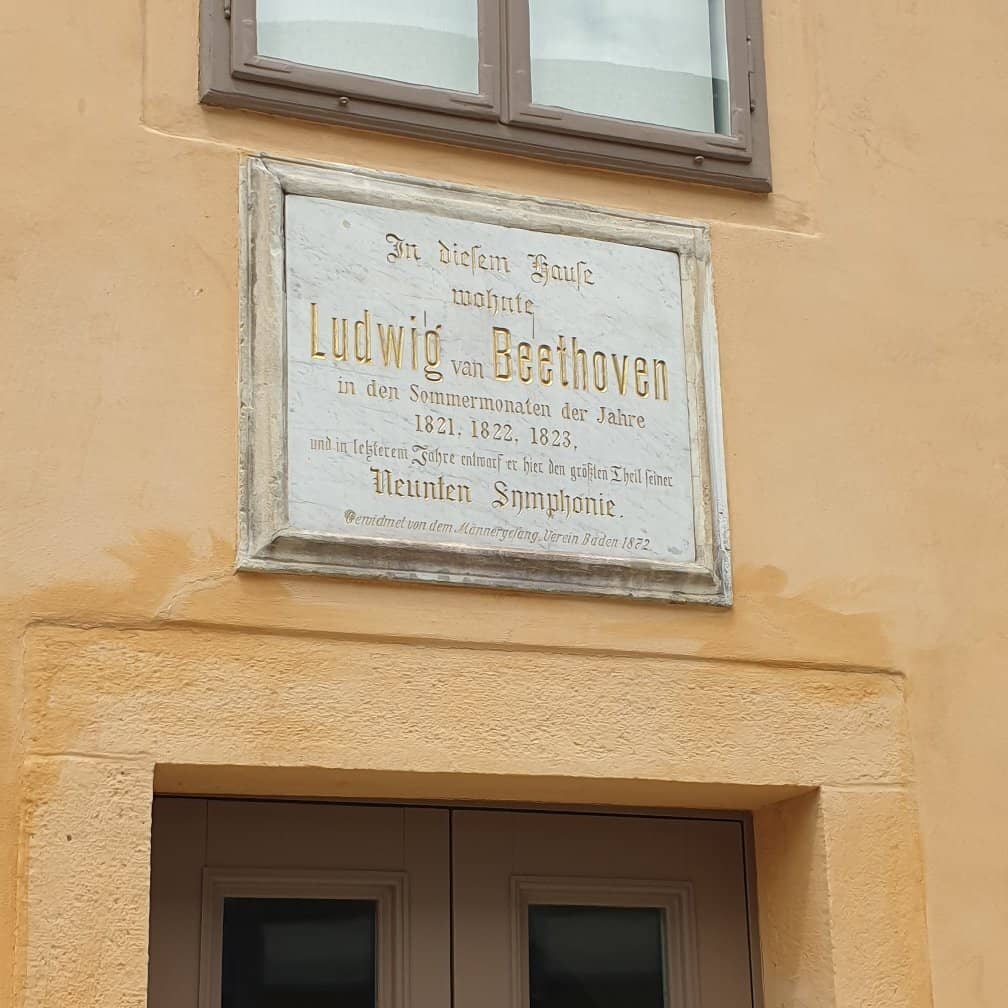 In diesem Hause
wohnte
Ludwig van Beethoven
in den Sommermonaten der Jahre
1821, 1822, 1823,
und in letzterem Jahre entwarf er hier den größten Theil seiner
Neunten Symphonie.
Gewidmet von dem Männergesang Verein Baden 1872.